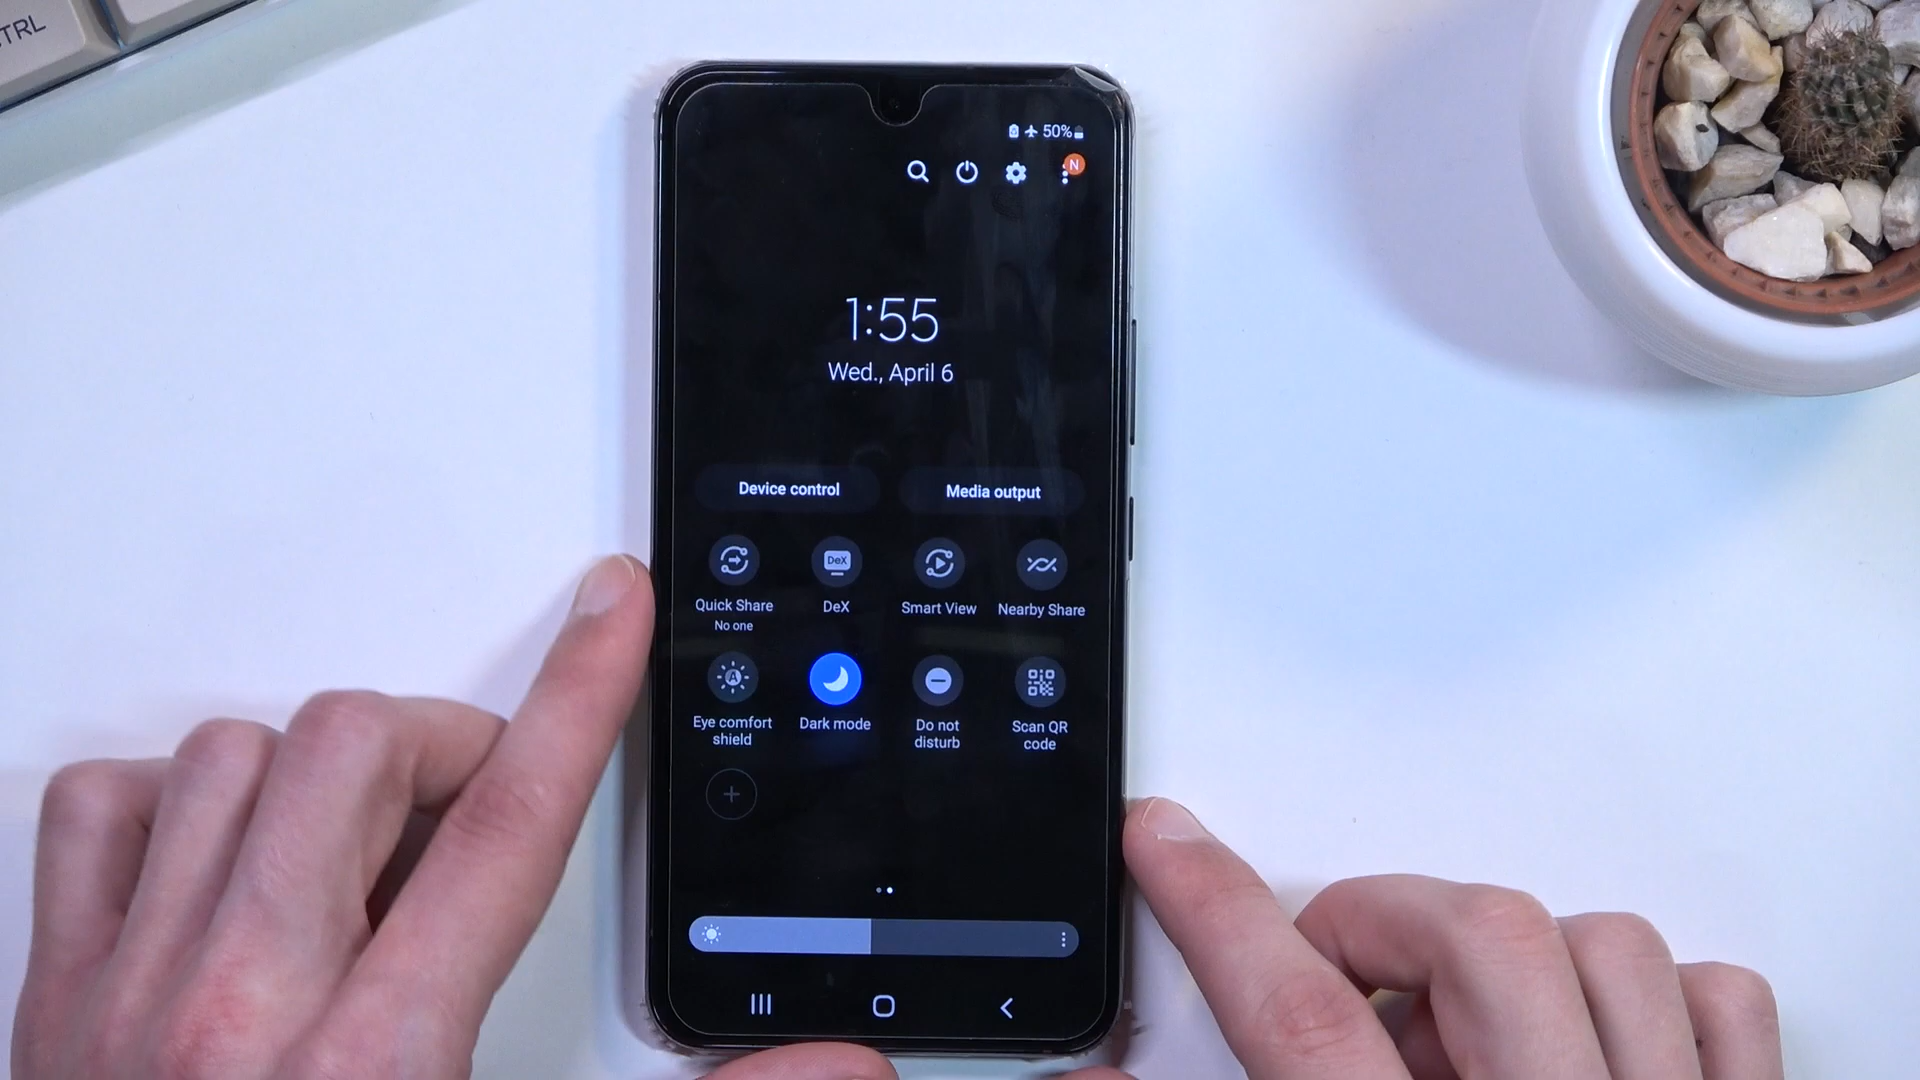 TRL
50%
N
1:55
Wed., April 6
Device control
Media output
DeX
Quick Share
No one
DeX
Smart View
Nearby Share
A
Eye comfort
shield
Dark mode
Do not
disturb
Scan QR
code